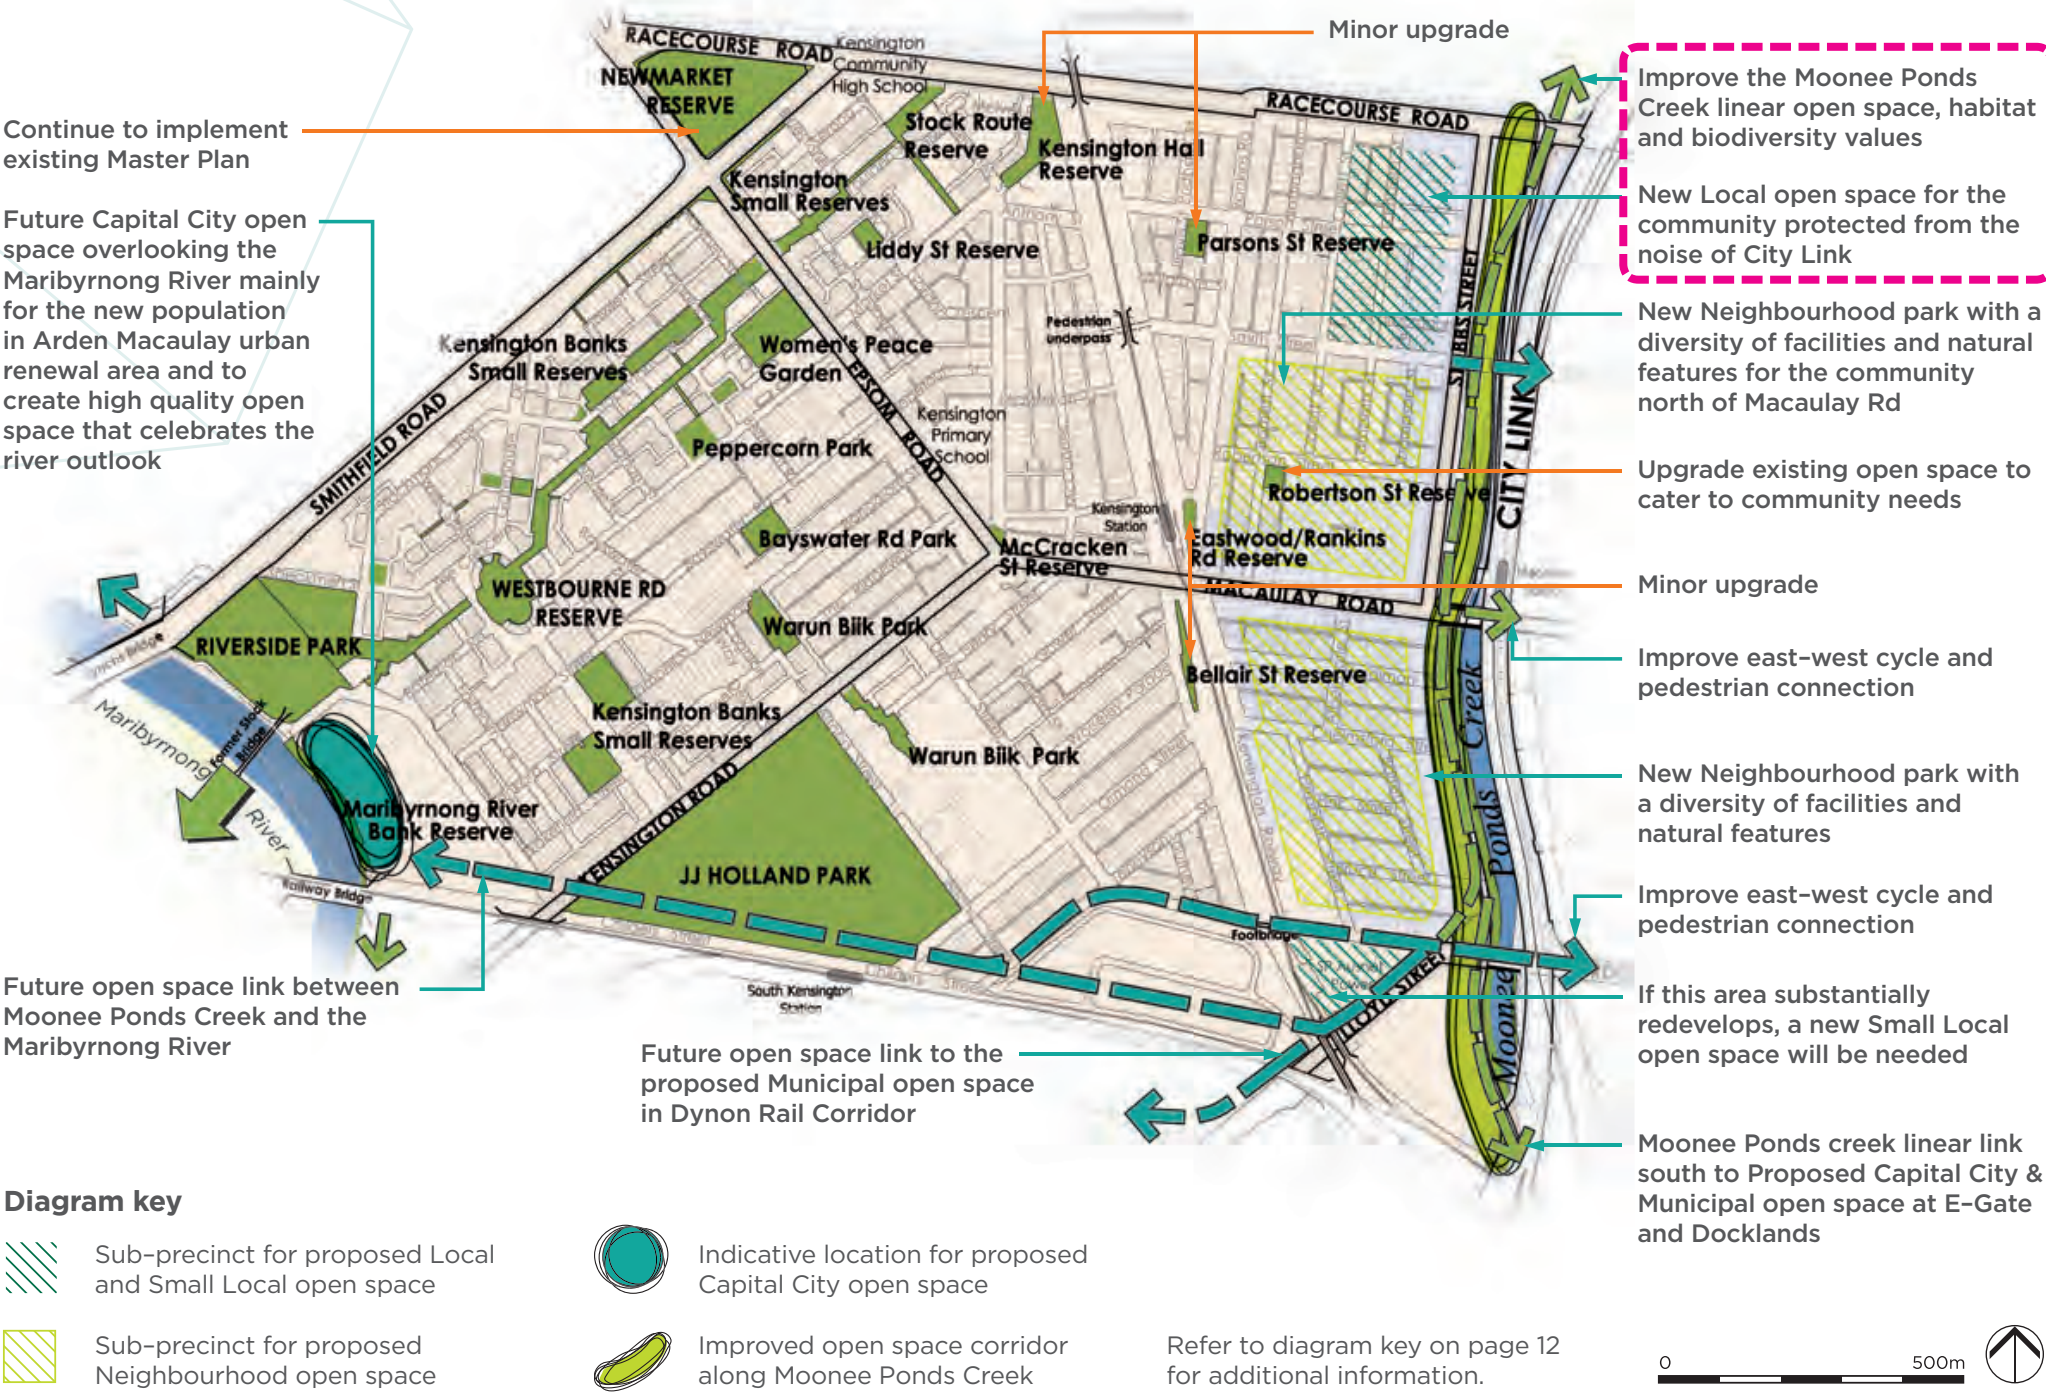 Minor upgrade
Improve the Moonee Ponds
Creek linear open space, habitat
and biodiversity values
New Local open space for the
community protected from the
noise of City Link
New Neighbourhood park with a
diversity of facilities and natural
features for the community
north of Macaulay Rd
Upgrade existing open space to
cater to community needs
Minor upgrade
Improve east–west cycle and
pedestrian connection
New Neighbourhood park with
a diversity of facilities and
natural features
Improve east–west cycle and
pedestrian connection
If this area substantially
redevelops, a new Small Local
open space will be needed
Moonee Ponds creek linear link
south to Proposed Capital City &
Municipal open space at E–Gate
and Docklands
Continue to implement
existing Master Plan
Future Capital City open
space overlooking the
Maribyrnong River mainly
for the new population
in Arden Macaulay urban
renewal area and to
create high quality open
space that celebrates the
river outlook
Future open space link between
Moonee Ponds Creek and the
Maribyrnong River
Future open space link to the
proposed Municipal open space
in Dynon Rail Corridor
RACECOURSE ROAD
Kensington
Community
High School
NEWMARKET
RESERVE
Stock Route
Reserve
Kensington Hall
Reserve
RACECOURSE ROAD
Kensington
Small Reserves
Liddy St Reserve
Parsons St Reserve
STUBBS STREET
CITY LINK
Pedestrian
underpass
Kensington Banks
Small Reserves
Women's Peace
Garden
EPSOM ROAD
Kensington
Primary
School
SMITHFIELD ROAD
Peppercorn Park
Robertson Street
Robertson St Reserve
Kensington
Station
Bayswater Rd Park
McCracken
St Reserve
Eastwood/Rankins
Rd Reserve
MACAULAY ROAD
WESTBOURNE RD
RESERVE
Warun Biik Park
RIVERSIDE PARK
Bellair St Reserve
Kensington Banks
Small Reserves
Warun Biik Park
Ormond Street
Former Stock
Bridge
Maribyrnong
River
Maribyrnong River
Bank Reserve
KENSINGTON ROAD
JJ HOLLAND PARK
Railway Bridge
Childers Street
South Kensington
Station
Footbridge
LLOYD STREET
Moonee Ponds Creek
Diagram key
Sub–precinct for proposed Local
and Small Local open space
Sub–precinct for proposed
Neighbourhood open space
Indicative location for proposed
Capital City open space
Improved open space corridor
along Moonee Ponds Creek
Refer to diagram key on page 12
for additional information.
0 500m